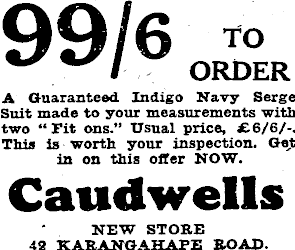 99/6 TO
ORDER
A Guaranteed Indigo Navy Serge
Suit made to your measurements with
two "Fit ons." Usual price, £6/6/-.
This is worth your inspection. Get
in on this offer NOW.
Caudwells
NEW STORE
42 KARANGAHAPE ROAD.